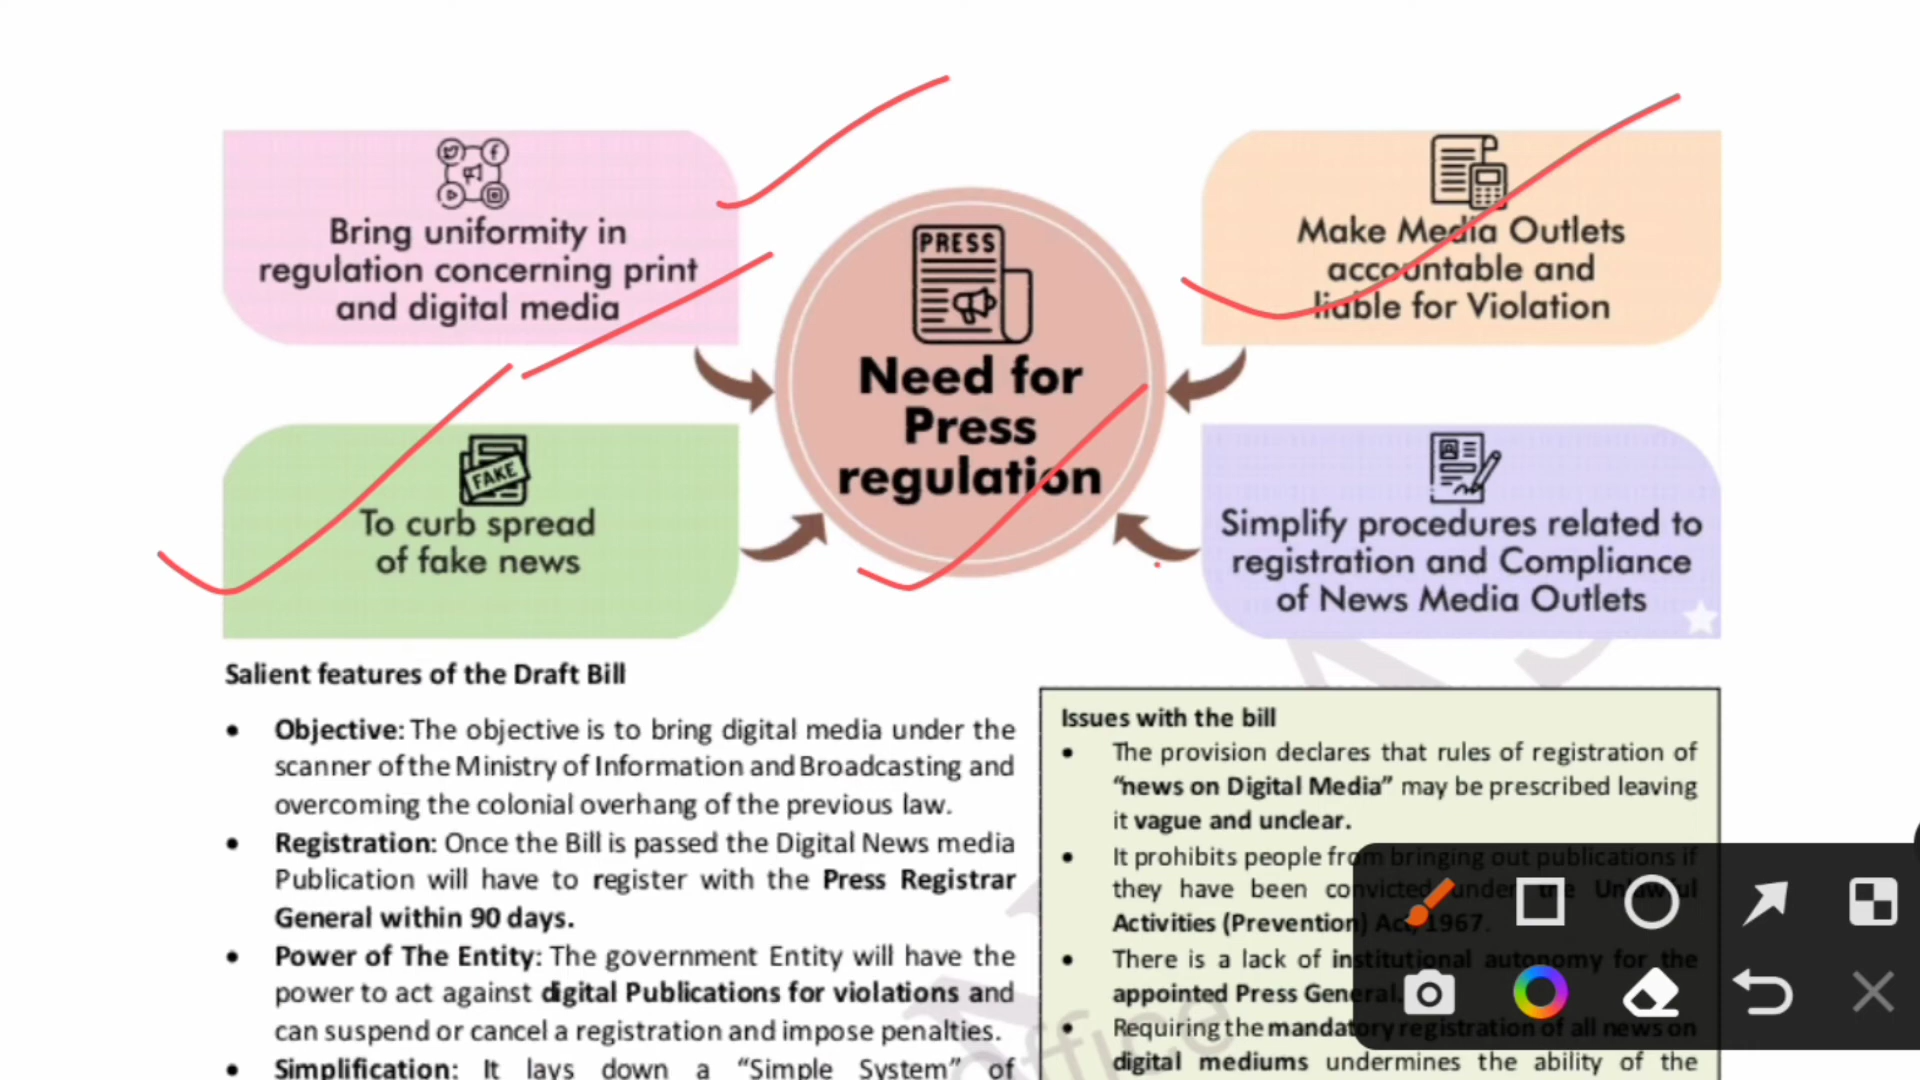 Bring uniformity in
regulation concerning print
and digital media
PRESS
Need for
Press
regulation
Make Media Outlets
accountable and
liable for Violation
FAKE
To curb spread
of fake news
Simplify procedures related to
registration and Compliance
of News Media Outlets
Salient features of the Draft Bill
• Objective: The objective is to bring digital media under the
scanner of the Ministry of Information and Broadcasting and
overcoming the colonial overhang of the previous law.
• Registration: Once the Bill is passed the Digital News media
Publication will have to register with the Press Registrar
General within 90 days.
• Power of The Entity: The government Entity will have the
power to act against digital Publications for violations and
can suspend or cancel a registration and impose penalties.
• Simplification: It lays down a “Simple System” of
Issues with the bill
• The provision declares that rules of registration of
“news on Digital Media” may be prescribed leaving
it vague and unclear.
• It prohibits people from bringing out publications if
they have been convicted under the Unlawful
Activities (Prevention) Act, 1967.
• There is a lack of institutional autonomy for the
appointed Press General.
• Requiring the mandatory registration of all news on
digital mediums undermines the ability of the